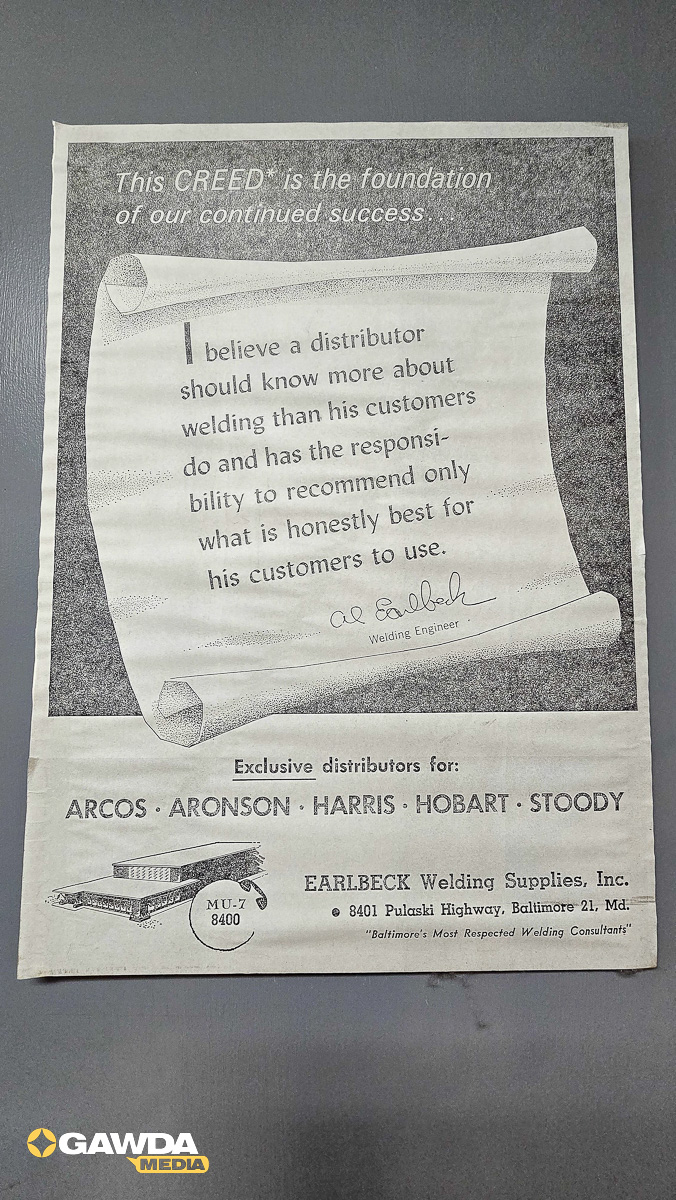 This CREED* is the foundation
of our continued success...
I believe a distributor
should know more about
welding than his customers
do and has the responsi-
bility to recommend only
what is honestly best for
his customers to use.
Al Earlbeck
Welding Engineer
Exclusive distributors for:
ARCOS · ARONSON · HARRIS · HOBART · STOODY
MU-7
8400
EARLBECK Welding Supplies, Inc.
8401 Pulaski Highway, Baltimore 21, Md.
"Baltimore's Most Respected Welding Consultants"
GAWDA
MEDIA